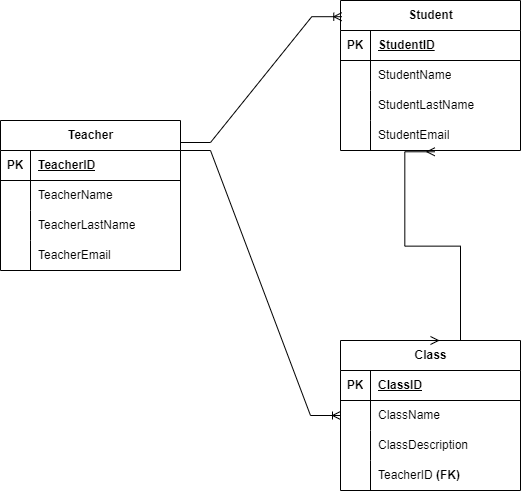 Student
PK StudentID
StudentName
StudentLastName
StudentEmail
Teacher
PK TeacherID
TeacherName
TeacherLastName
TeacherEmail
Class
PK ClassID
ClassName
ClassDescription
TeacherID (FK)